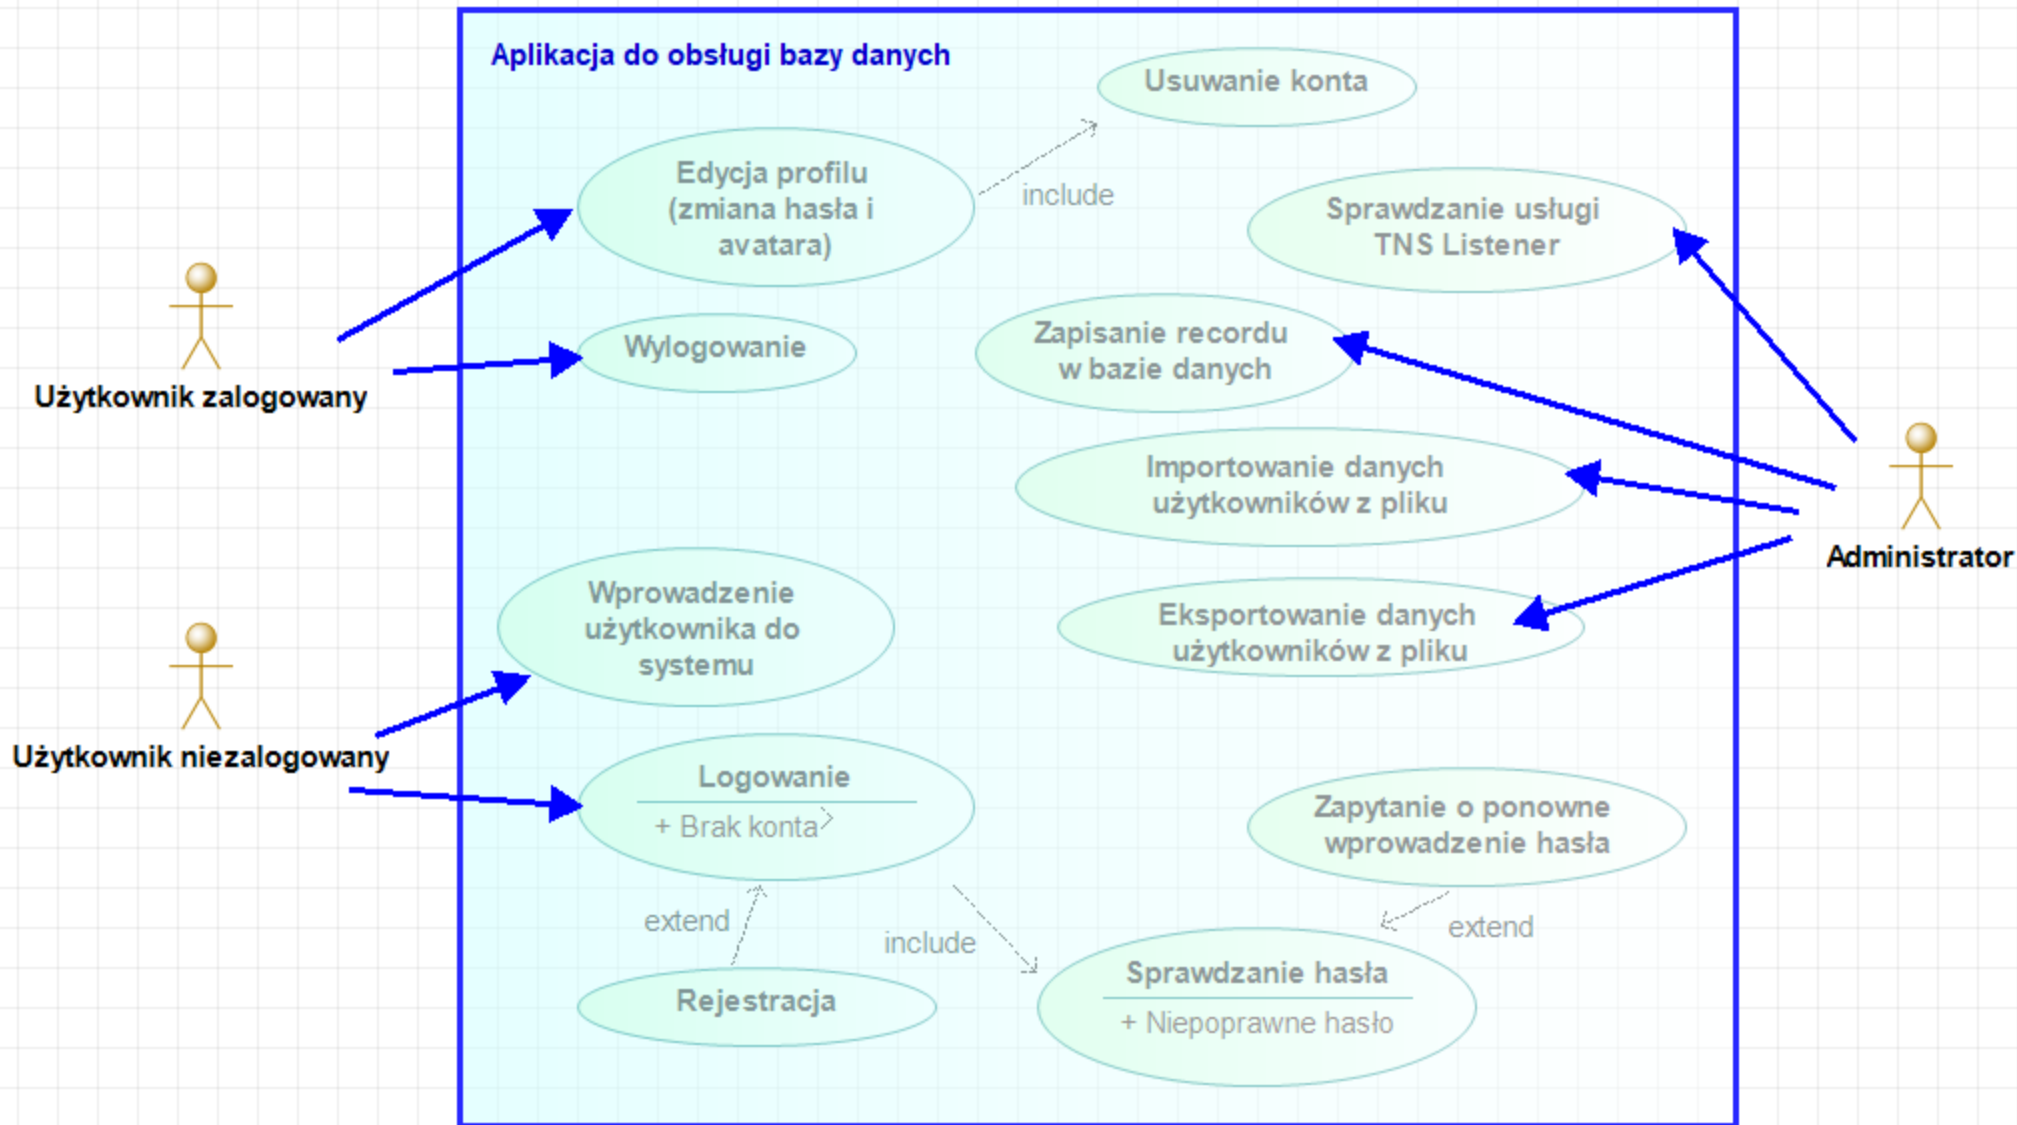 Aplikacja do obsługi bazy danych
Usuwanie konta
Edycja profilu
(zmiana hasła i
avatara)
include
Sprawdzanie usługi
TNS Listener
Wylogowanie
Zapisanie recordu
w bazie danych
Użytkownik zalogowany
Importowanie danych
użytkowników z pliku
Administrator
Wprowadzenie
użytkownika do
systemu
Eksportowanie danych
użytkowników z pliku
Użytkownik niezalogowany
Logowanie
+ Brak konta
Zapytanie o ponowne
wprowadzenie hasła
extend
include
extend
Rejestracja
Sprawdzanie hasła
+ Niepoprawne hasło